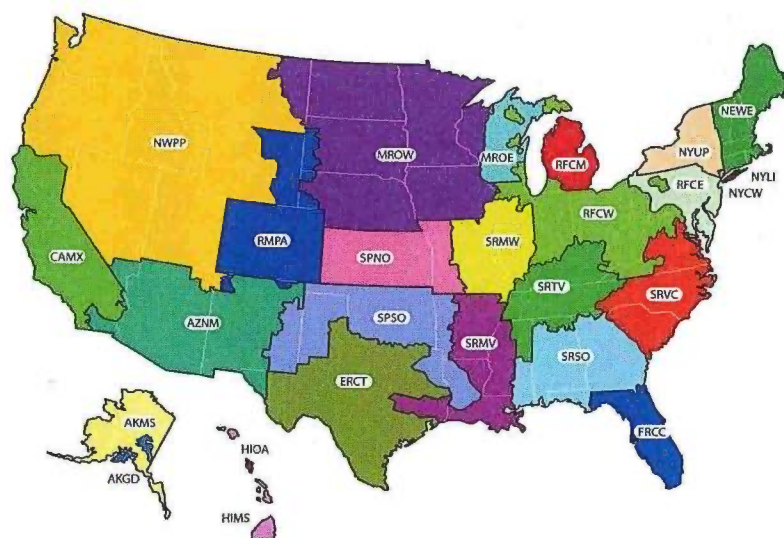 NEWE
NWPP
MROW
MROE
RFCM
NYUP
NYLI
RFCE
NYCW
RFCW
RMPA
SRMW
CAMX
SPNO
SRTV
SRVC
AZNM
SPSO
SRMV
SRSO
ERCT
AKMS
FRCC
HIOA
AKGD
HIMS